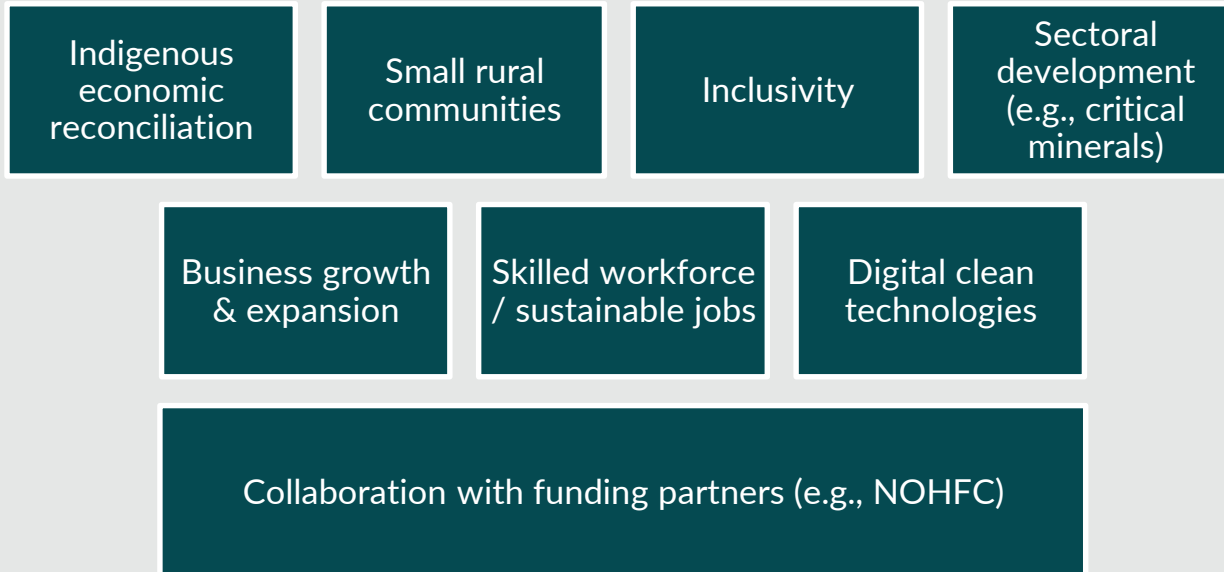 Indigenous
economic
reconciliation
Small rural
communities
Inclusivity
Sectoral
development
(e.g., critical
minerals)
Business growth
& expansion
Skilled workforce
/ sustainable jobs
Digital clean
technologies
Collaboration with funding partners (e.g., NOHFC)